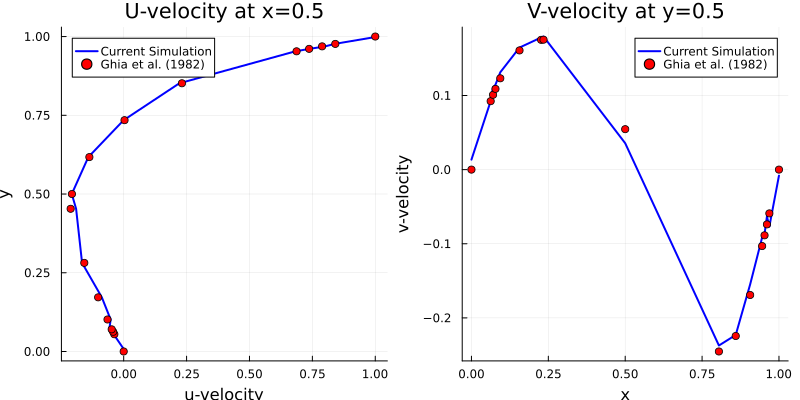 U-velocity at x=0.5
1.00
0.75
0.50
0.25
0.00
y
Current Simulation
Ghia et al. (1982)
0.00 0.25 0.50 0.75 1.00
u-velocity
V-velocity at y=0.5
0.1
0.0
−0.1
−0.2
v-velocity
Current Simulation
Ghia et al. (1982)
0.00 0.25 0.50 0.75 1.00
x